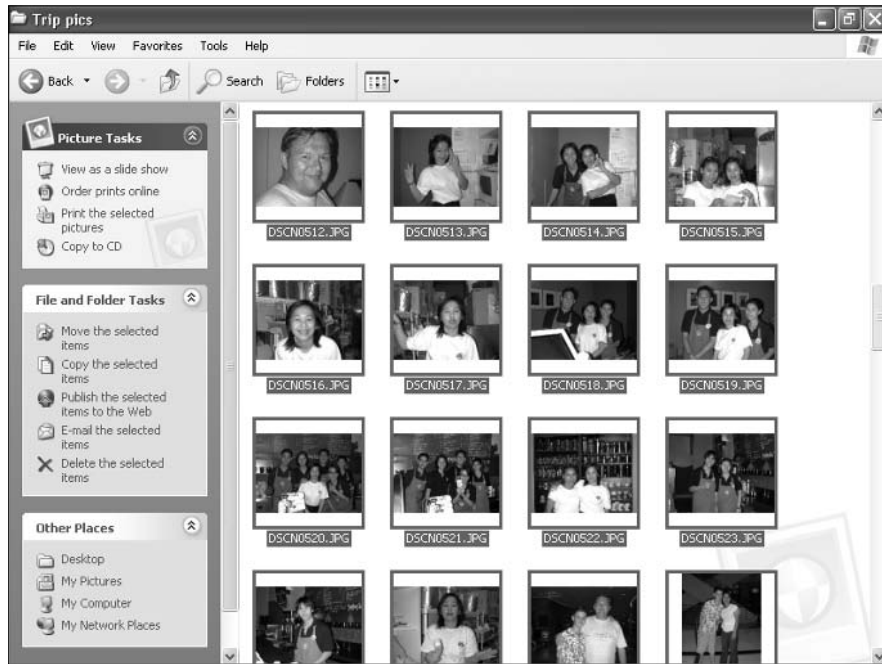 Trip pics
File Edit View Favorites Tools Help
Back Search Folders
Picture Tasks
View as a slide show
Order prints online
Print the selected
pictures
Copy to CD
File and Folder Tasks
Move the selected
items
Copy the selected
items
Publish the selected
items to the Web
E-mail the selected
items
Delete the selected
items
Other Places
Desktop
My Pictures
My Computer
My Network Places
DSCN0512.JPG DSCN0513.JPG DSCN0514.JPG DSCN0515.JPG
DSCN0516.JPG DSCN0517.JPG DSCN0518.JPG DSCN0519.JPG
DSCN0520.JPG DSCN0521.JPG DSCN0522.JPG DSCN0523.JPG